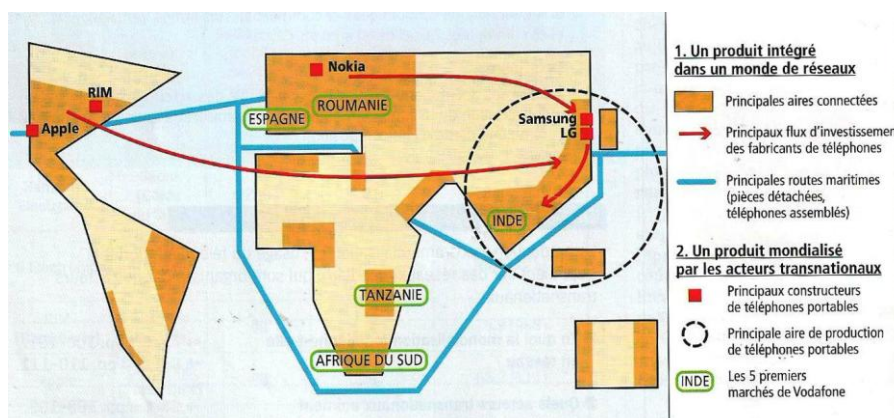 RIM
Apple
Nokia
ESPAGNE
ROUMANIE
Samsung
LG
INDE
TANZANIE
AFRIQUE DU SUD
1. Un produit intégré
dans un monde de réseaux
Principales aires connectées
Principaux flux d'investissement
des fabricants de téléphones
Principales routes maritimes
(pièces détachées,
téléphones assemblés)
2. Un produit mondialisé
par les acteurs transnationaux
Principaux constructeurs
de téléphones portables
Principale aire de production
de téléphones portables
INDE
Les 5 premiers
marchés de Vodafone